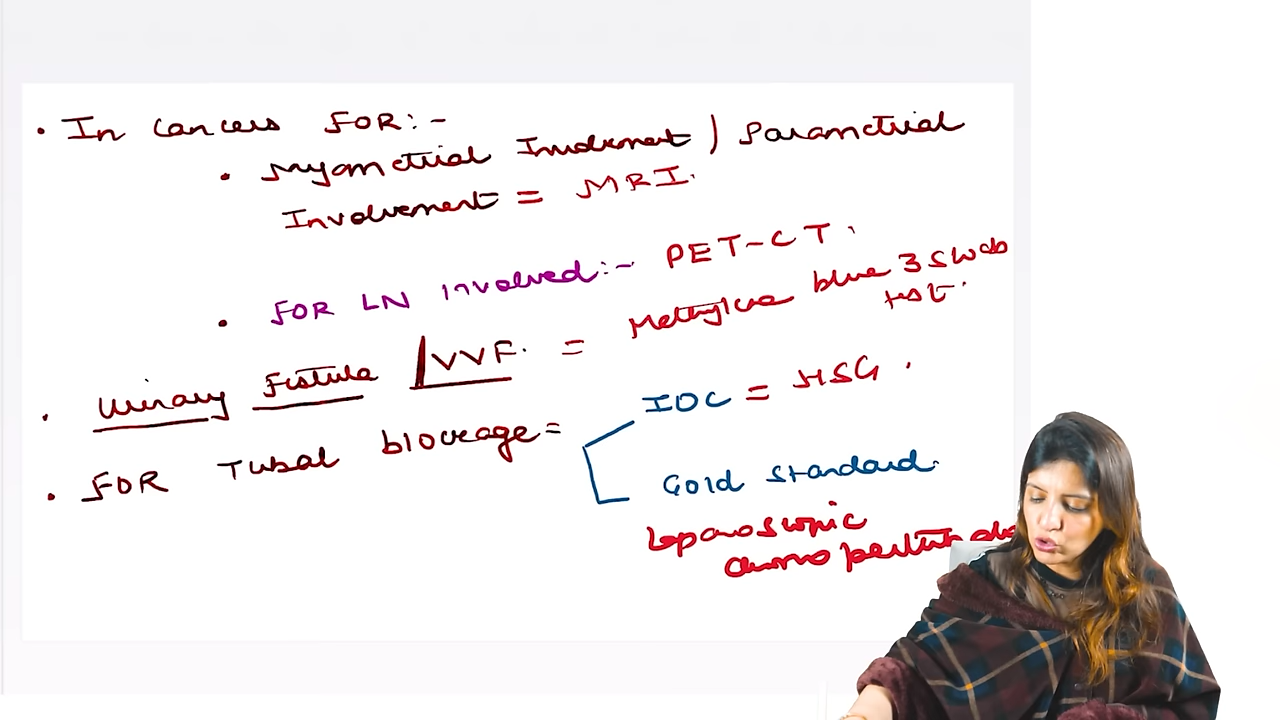 • In cancers FOR:-
• Myometrial Involvement / Parametrial
Involvement = MRI.
• FOR LN involved:- PET-CT.
• Urinary Fistula /VVF. = Methylene blue 3 swab
test.
• FOR Tubal blockage= IOC = HSG.
Gold standard.
Laparoscopic